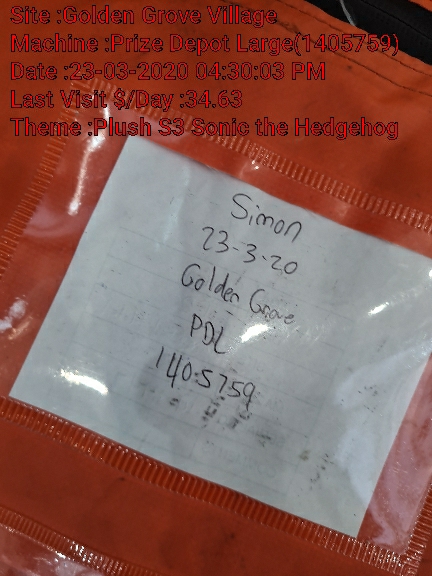 Site :Golden Grove Village
Machine :Prize Depot Large(1405759)
Date :23-03-2020 04:30:03 PM
Last Visit $/Day :34.63
Theme :Plush S3 Sonic the Hedgehog
Simon
23-3-20
Golden Grove
PDL
1405759